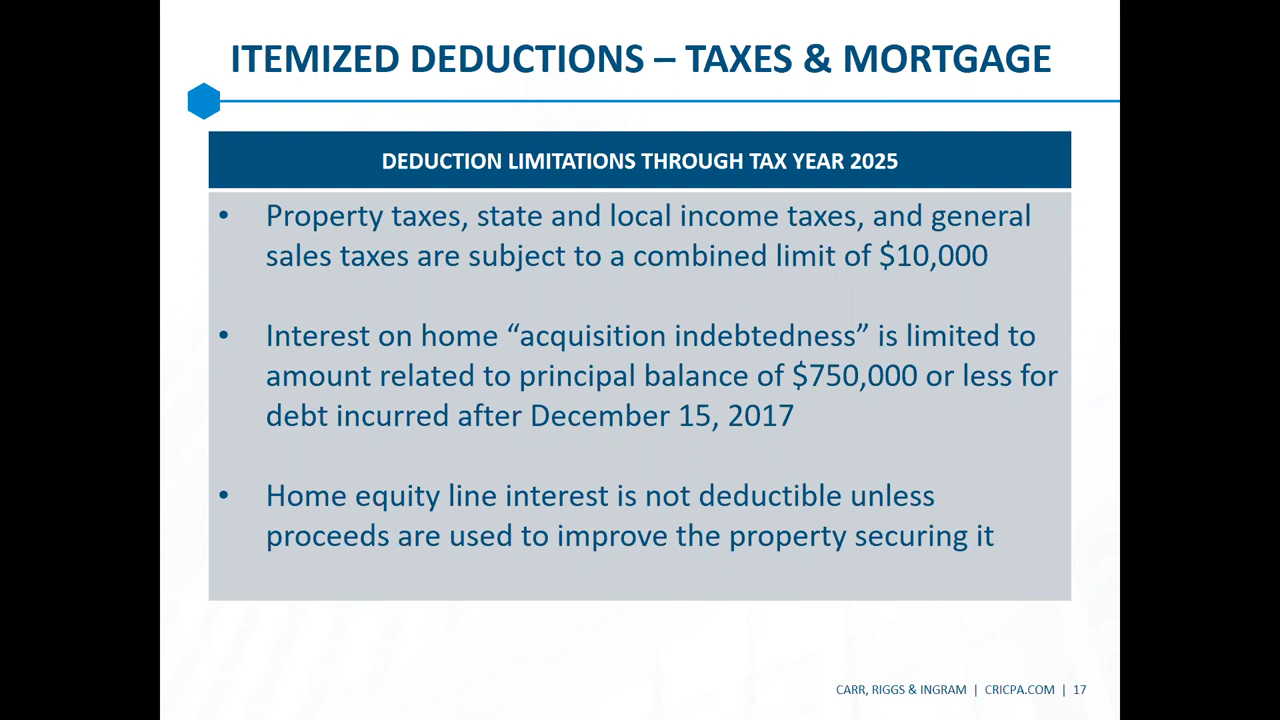 ITEMIZED DEDUCTIONS – TAXES & MORTGAGE
DEDUCTION LIMITATIONS THROUGH TAX YEAR 2025
• Property taxes, state and local income taxes, and general
sales taxes are subject to a combined limit of $10,000
• Interest on home “acquisition indebtedness” is limited to
amount related to principal balance of $750,000 or less for
debt incurred after December 15, 2017
• Home equity line interest is not deductible unless
proceeds are used to improve the property securing it
CARR, RIGGS & INGRAM | CRICPA.COM | 17